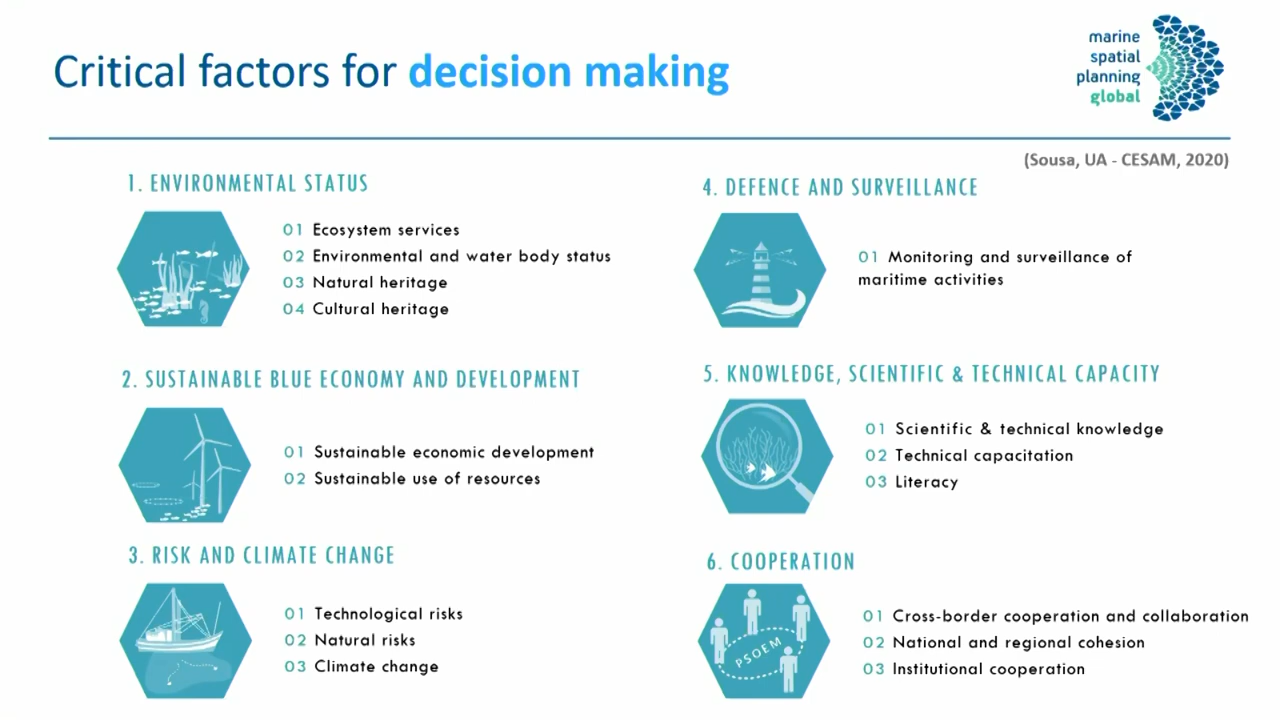 Critical factors for decision making
marine
spatial
planning
global
(Sousa, UA - CESAM, 2020)
1. ENVIRONMENTAL STATUS
01 Ecosystem services
02 Environmental and water body status
03 Natural heritage
04 Cultural heritage
2. SUSTAINABLE BLUE ECONOMY AND DEVELOPMENT
01 Sustainable economic development
02 Sustainable use of resources
3. RISK AND CLIMATE CHANGE
01 Technological risks
02 Natural risks
03 Climate change
4. DEFENCE AND SURVEILLANCE
01 Monitoring and surveillance of
maritime activities
5. KNOWLEDGE, SCIENTIFIC & TECHNICAL CAPACITY
01 Scientific & technical knowledge
02 Technical capacitation
03 Literacy
6. COOPERATION
PSOEM
01 Cross-border cooperation and collaboration
02 National and regional cohesion
03 Institutional cooperation